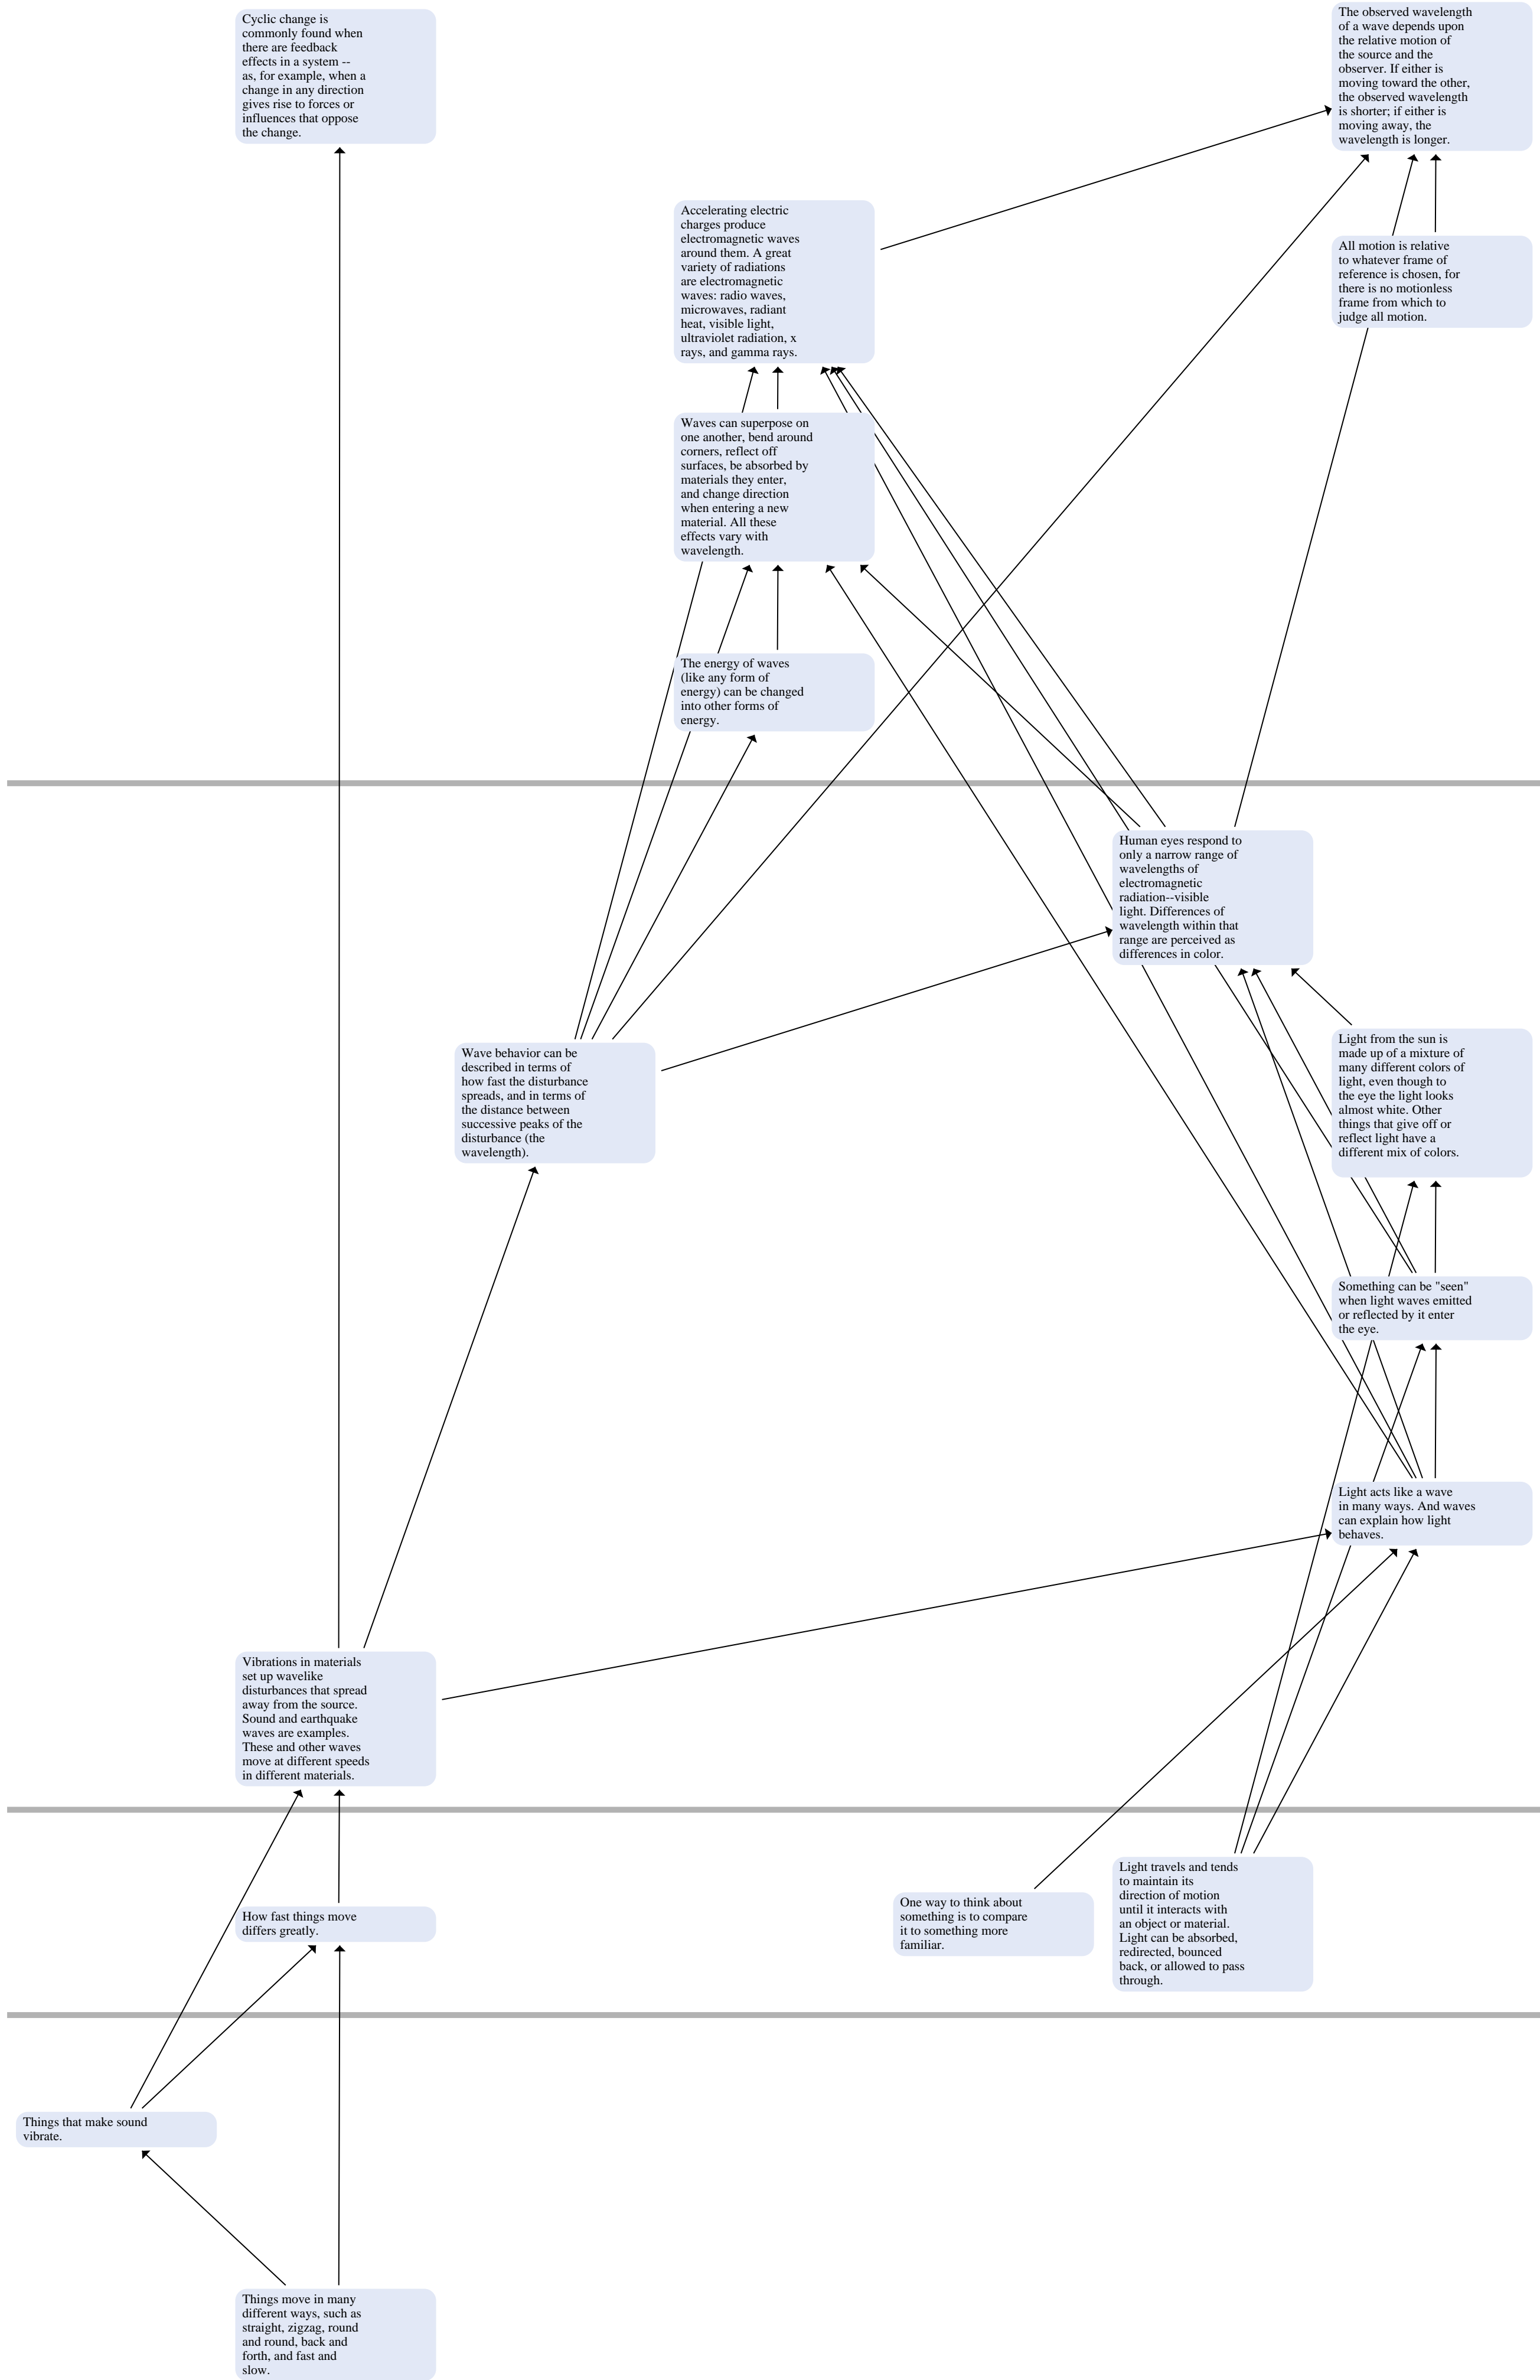 Cyclic change is
commonly found when
there are feedback
effects in a system --
as, for example, when a
change in any direction
gives rise to forces or
influences that oppose
the change.
The observed wavelength
of a wave depends upon
the relative motion of
the source and the
observer. If either is
moving toward the other,
the observed wavelength
is shorter; if either is
moving away, the
wavelength is longer.
Accelerating electric
charges produce
electromagnetic waves
around them. A great
variety of radiations
are electromagnetic
waves: radio waves,
microwaves, radiant
heat, visible light,
ultraviolet radiation, x
rays, and gamma rays.
All motion is relative
to whatever frame of
reference is chosen, for
there is no motionless
frame from which to
judge all motion.
Waves can superpose on
one another, bend around
corners, reflect off
surfaces, be absorbed by
materials they enter,
and change direction
when entering a new
material. All these
effects vary with
wavelength.
The energy of waves
(like any form of
energy) can be changed
into other forms of
energy.
Human eyes respond to
only a narrow range of
wavelengths of
electromagnetic
radiation--visible
light. Differences of
wavelength within that
range are perceived as
differences in color.
Wave behavior can be
described in terms of
how fast the disturbance
spreads, and in terms of
the distance between
successive peaks of the
disturbance (the
wavelength).
Light from the sun is
made up of a mixture of
many different colors of
light, even though to
the eye the light looks
almost white. Other
things that give off or
reflect light have a
different mix of colors.
Something can be "seen"
when light waves emitted
or reflected by it enter
the eye.
Light acts like a wave
in many ways. And waves
can explain how light
behaves.
Vibrations in materials
set up wavelike
disturbances that spread
away from the source.
Sound and earthquake
waves are examples.
These and other waves
move at different speeds
in different materials.
How fast things move
differs greatly.
One way to think about
something is to compare
it to something more
familiar.
Light travels and tends
to maintain its
direction of motion
until it interacts with
an object or material.
Light can be absorbed,
redirected, bounced
back, or allowed to pass
through.
Things that make sound
vibrate.
Things move in many
different ways, such as
straight, zigzag, round
and round, back and
forth, and fast and
slow.